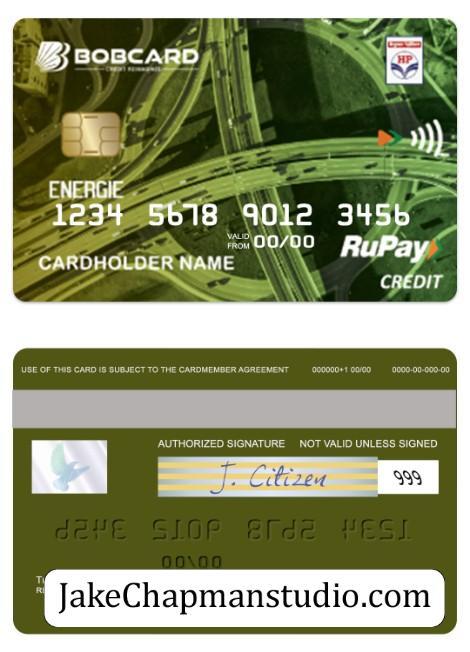 BOBCARD
CREDIT REIMAGINED
HP
ENERGIE
1234 5678 9012 3456
VALID
FROM 00/00
CARDHOLDER NAME
RuPay
CREDIT
USE OF THIS CARD IS SUBJECT TO THE CARDMEMBER AGREEMENT 000000+1 00/00 0000-00-000-00
AUTHORIZED SIGNATURE NOT VALID UNLESS SIGNED
J. Citizen 999
1234 5678 9012 3456
00/00
JakeChapmanstudio.com